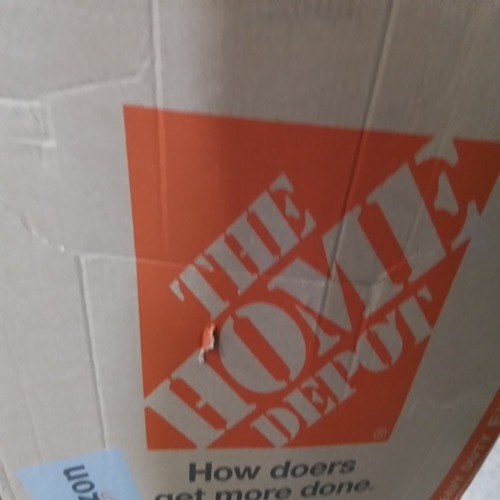 THE
HOME
DEPOT
®
How doers
get more done.